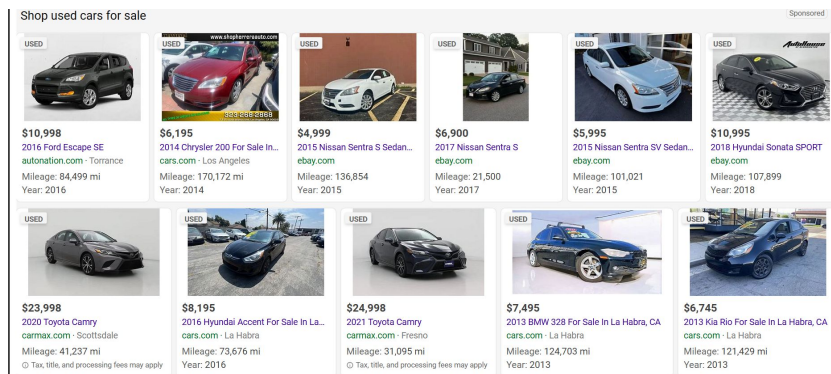 Shop used cars for sale
Sponsored
USED
USED
USED
USED
USED
USED
www.shopherreraauto.com
323-268-2868
AutoHouse
$10,998
2016 Ford Escape SE
autonation.com · Torrance
Mileage: 84,499 mi
Year: 2016
$6,195
2014 Chrysler 200 For Sale In...
cars.com · Los Angeles
Mileage: 170,172 mi
Year: 2014
$4,999
2015 Nissan Sentra S Sedan...
ebay.com
Mileage: 136,854
Year: 2015
$6,900
2017 Nissan Sentra S
ebay.com
Mileage: 21,500
Year: 2017
$5,995
2015 Nissan Sentra SV Sedan...
ebay.com
Mileage: 101,021
Year: 2015
$10,995
2018 Hyundai Sonata SPORT
ebay.com
Mileage: 107,899
Year: 2018
USED
USED
USED
USED
USED
$23,998
2020 Toyota Camry
carmax.com · Scottsdale
Mileage: 41,237 mi
Tax, title, and processing fees may apply
$8,195
2016 Hyundai Accent For Sale In La...
cars.com · La Habra
Mileage: 73,676 mi
Year: 2016
$24,998
2021 Toyota Camry
carmax.com · Fresno
Mileage: 31,095 mi
Tax, title, and processing fees may apply
$7,495
2013 BMW 328 For Sale In La Habra, CA
cars.com · La Habra
Mileage: 124,703 mi
Year: 2013
$6,745
2013 Kia Rio For Sale In La Habra, CA
cars.com · La Habra
Mileage: 121,429 mi
Year: 2013